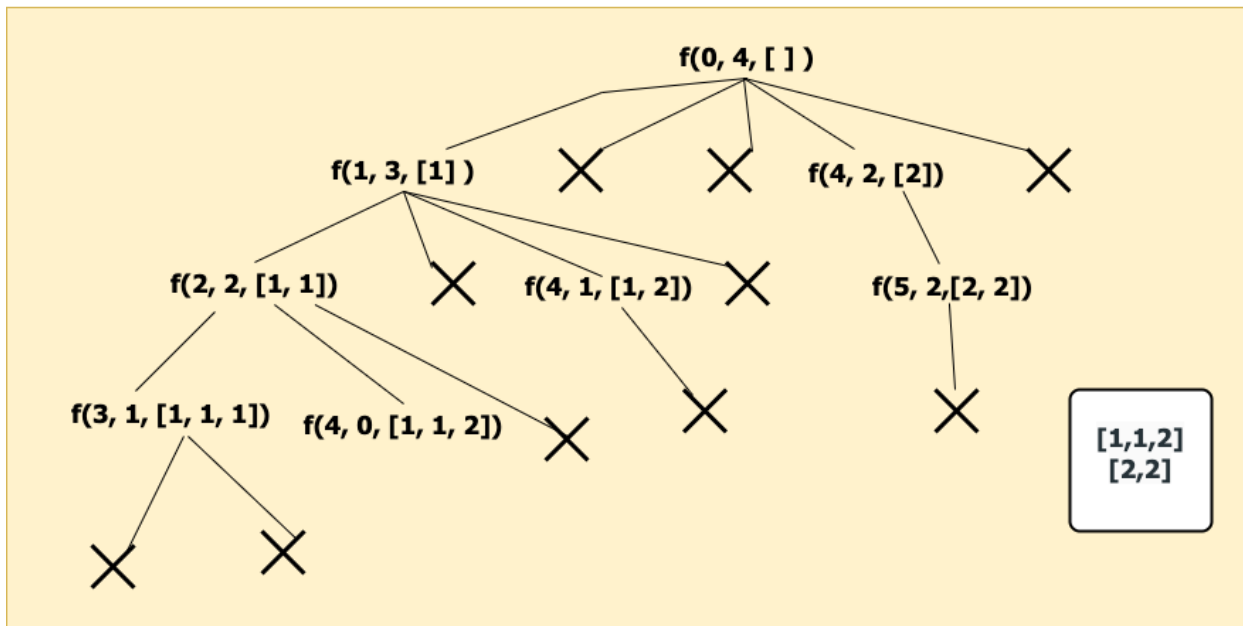 f(0, 4, [ ] )
f(1, 3, [1] )
f(4, 2, [2])
f(2, 2, [1, 1])
f(4, 1, [1, 2])
f(5, 2,[2, 2])
f(3, 1, [1, 1, 1])
f(4, 0, [1, 1, 2])
[1,1,2]
[2,2]